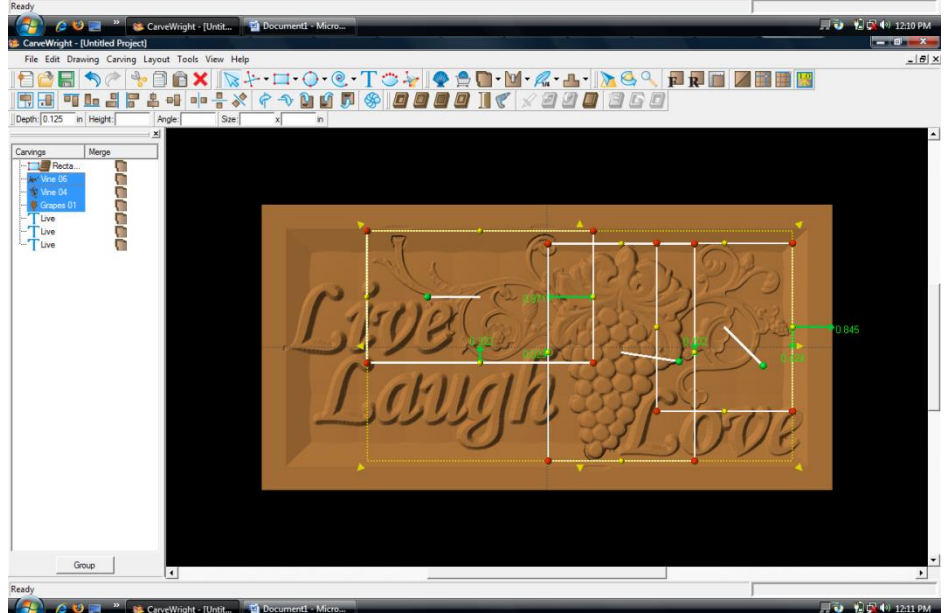 Ready
CarveWright - [Untit... Document1 - Micro... 12:10 PM
CarveWright - [Untitled Project]
File Edit Drawing Carving Layout Tools View Help
Depth: 0.125 in Height: Angle: Size: x in
Carvings Merge
Recta...
Vine 06
Vine 04
Grapes 01
Live
Live
Live
Live
Laugh
Love
0.845
Group
Ready
CarveWright - [Untit... Document1 - Micro... 12:11 PM